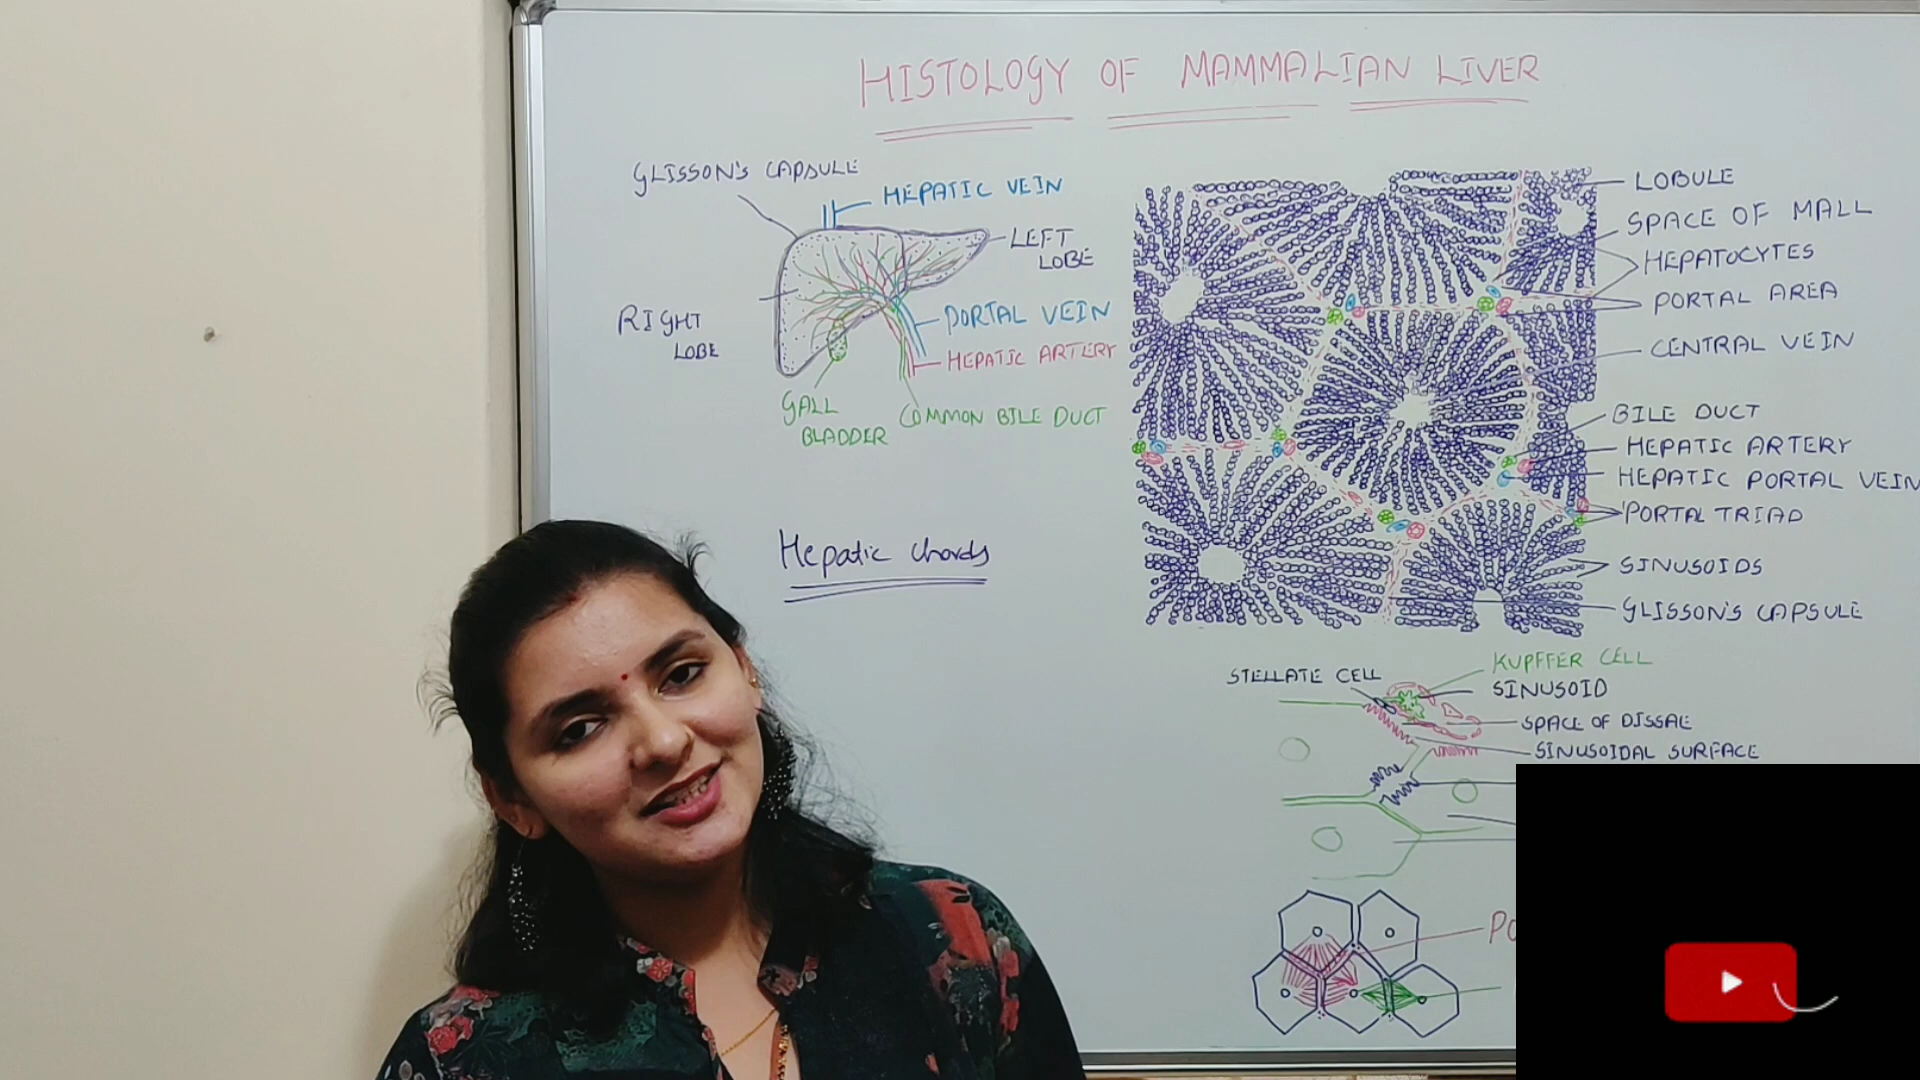 HISTOLOGY OF MAMMALIAN LIVER
GLISSON'S CAPSULE
HEPATIC VEIN
LEFT
LOBE
RIGHT
LOBE
PORTAL VEIN
HEPATIC ARTERY
GALL
BLADDER
COMMON BILE DUCT
Hepatic Chords
LOBULE
SPACE OF MALL
HEPATOCYTES
PORTAL AREA
CENTRAL VEIN
BILE DUCT
HEPATIC ARTERY
HEPATIC PORTAL VEIN
PORTAL TRIAD
SINUSOIDS
GLISSON'S CAPSULE
STELLATE CELL
KUPFFER CELL
SINUSOID
SPACE OF DISSAE
SINUSOIDAL SURFACE
PO